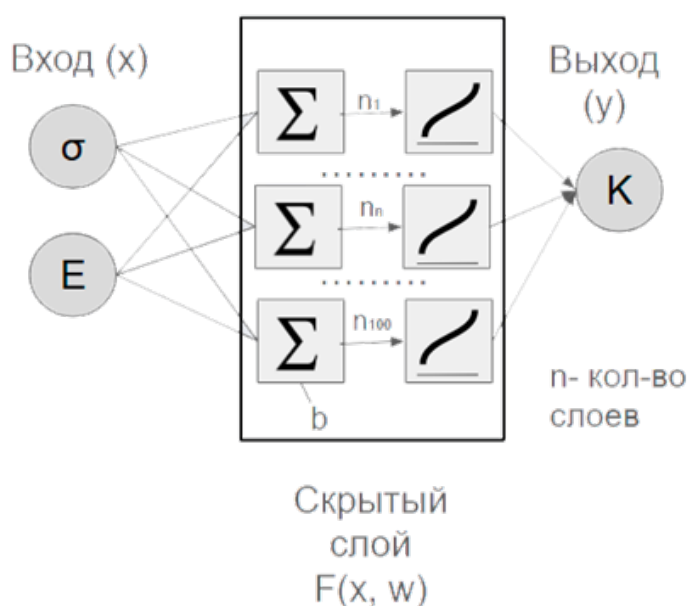 Вход (x)
Выход
(y)
σ
E
Σ
n₁
.........
Σ
nₙ
.........
Σ
n₁₀₀
b
K
n- кол-во
слоев
Скрытый
слой
F(x, w)